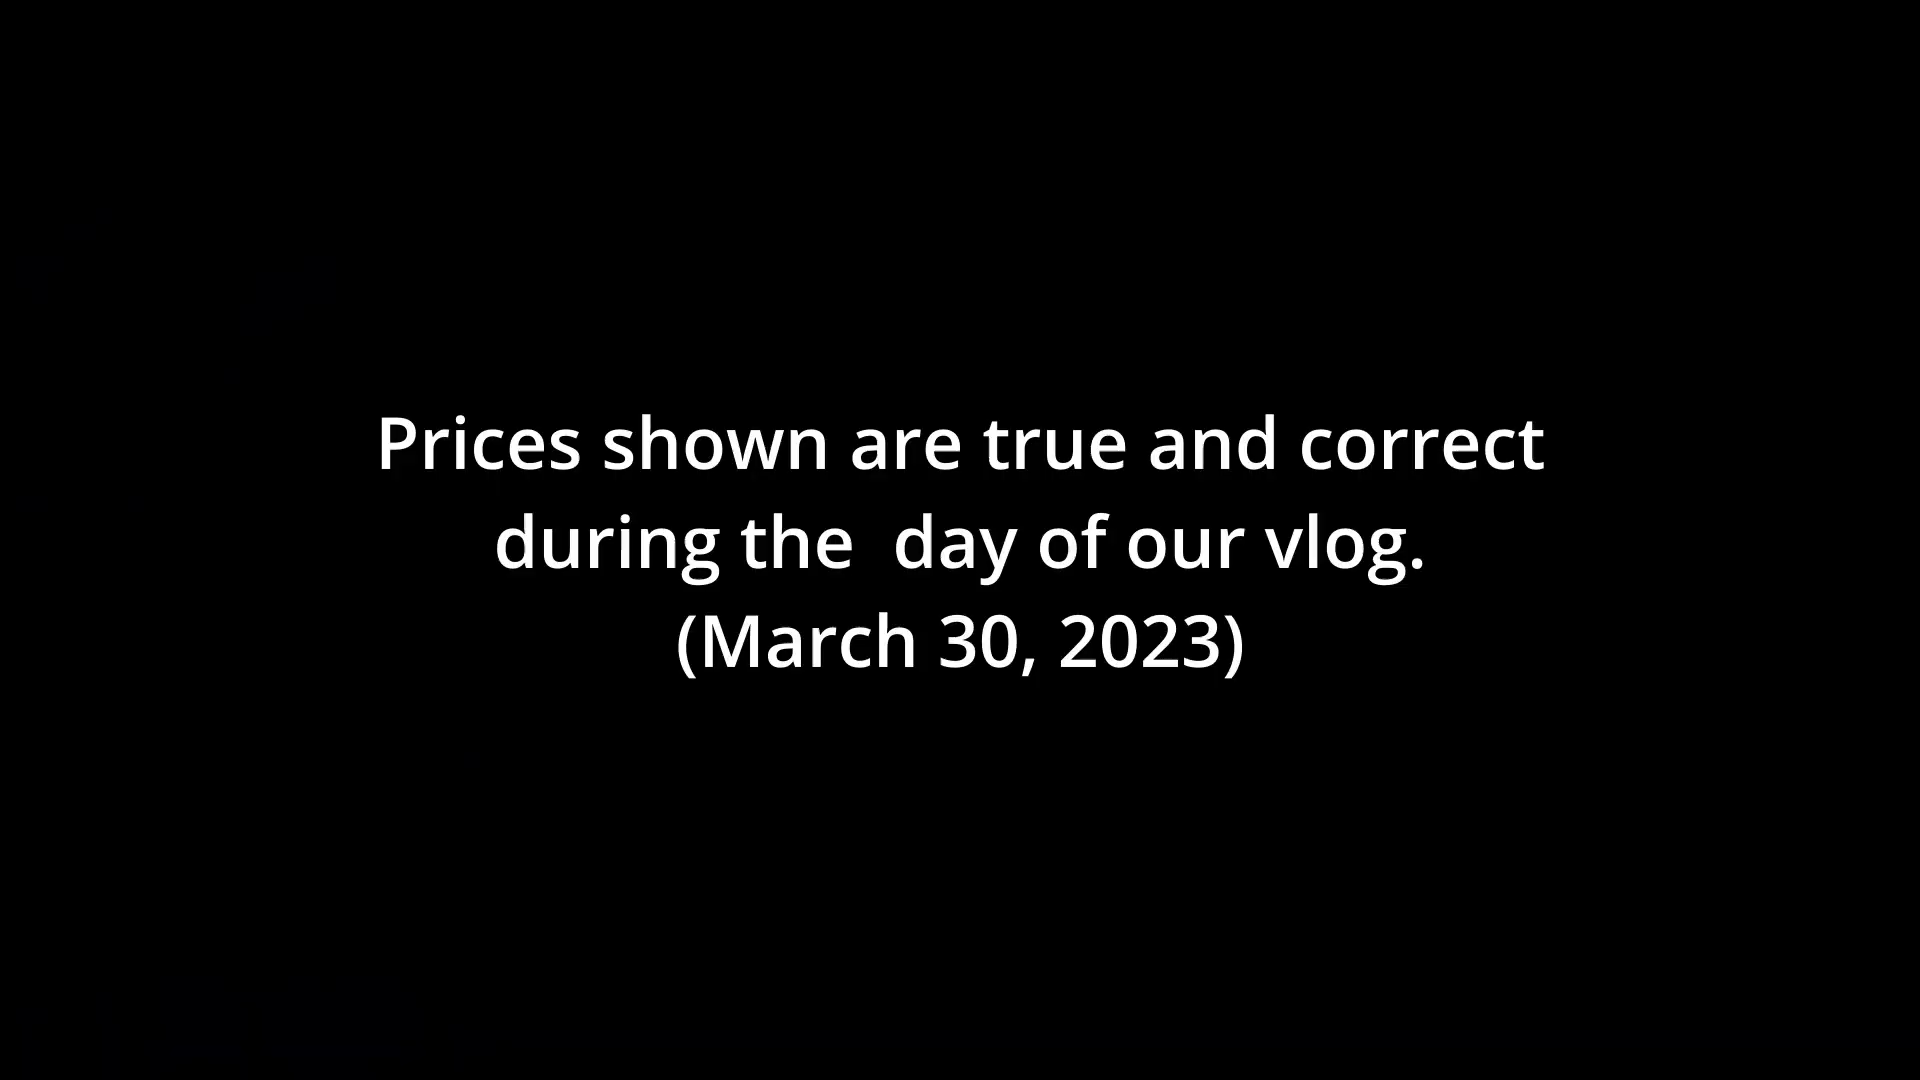 Prices shown are true and correct
during the  day of our vlog.
(March 30, 2023)